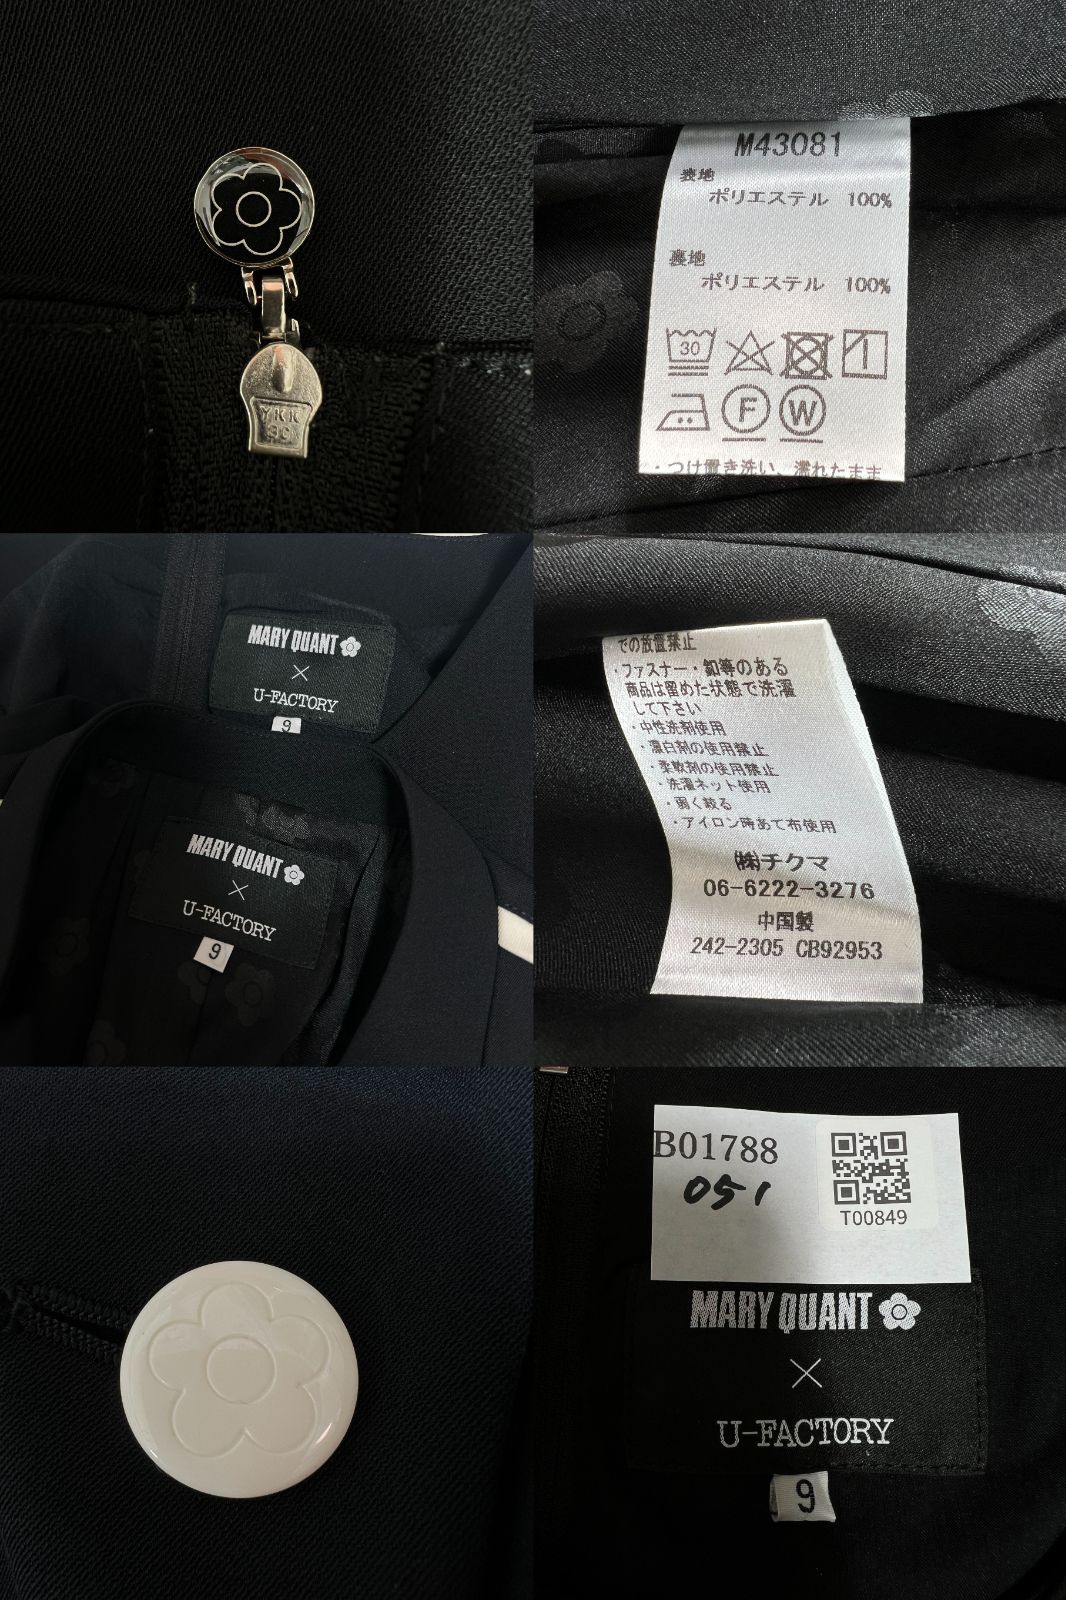 YKK
M43081
表地
ポリエステル 100%
裏地
ポリエステル 100%
30
F
W
・つけ置き洗い、濡れたまま
MARY QUANT
×
U-FACTORY
9
MARY QUANT
×
U-FACTORY
9
での放置禁止
・ファスナー・釦等のある
商品は留めた状態で洗濯
して下さい
・中性洗剤使用
・漂白剤の使用禁止
・柔軟剤の使用禁止
・洗濯ネット使用
・弱く絞る
・アイロン時あて布使用
㈱チクマ
06-6222-3276
中国製
242-2305 CB92953
B01788
051
T00849
MARY QUANT
×
U-FACTORY
9